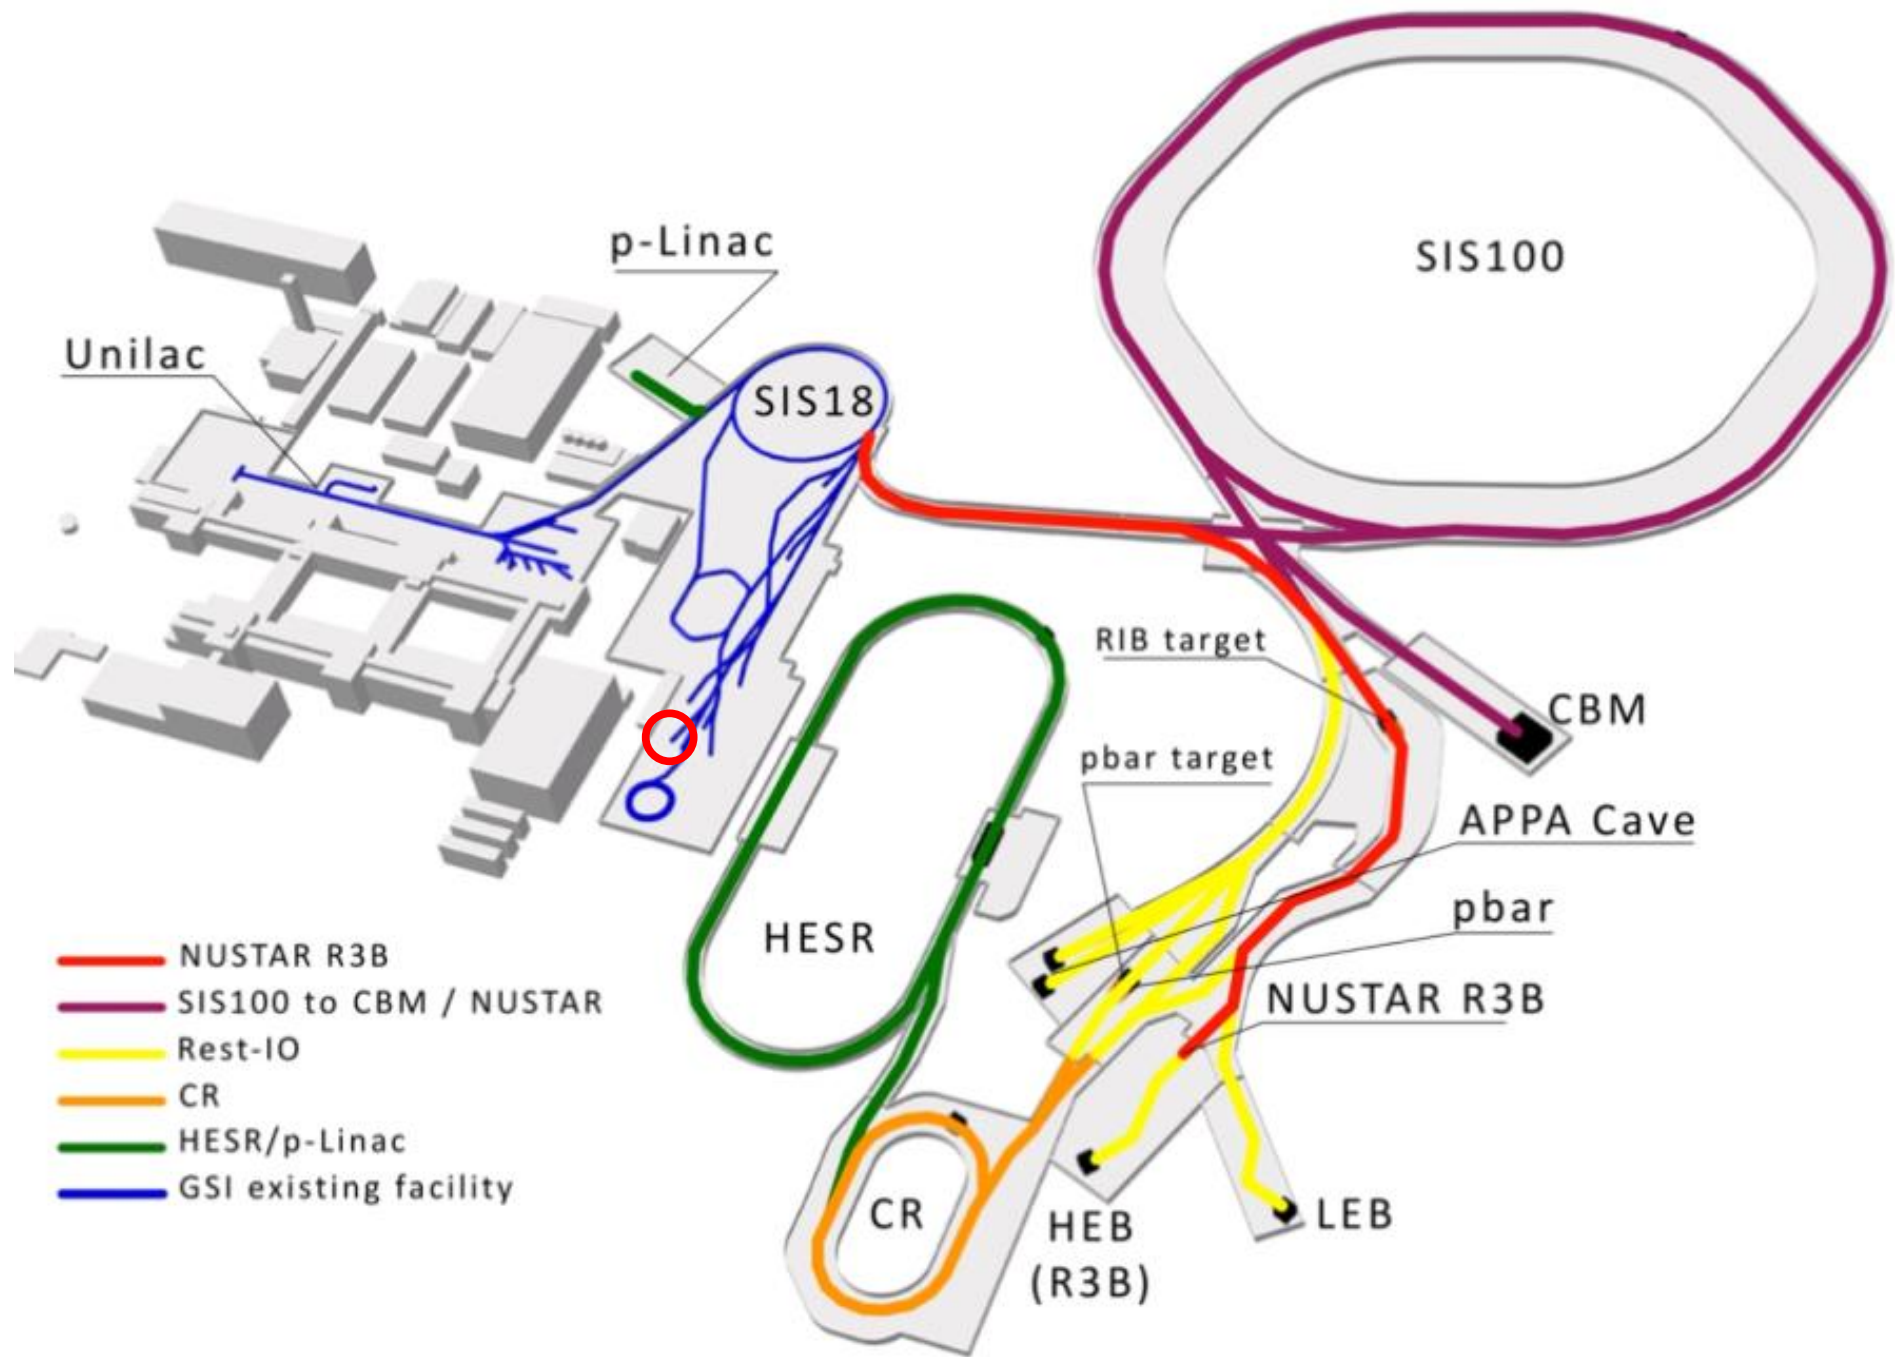 SIS100
p-Linac
Unilac
SIS18
RIB target
CBM
pbar target
APPA Cave
pbar
HESR
NUSTAR R3B
NUSTAR R3B
SIS100 to CBM / NUSTAR
Rest-IO
CR
HESR/p-Linac
GSI existing facility
CR
HEB
(R3B)
LEB